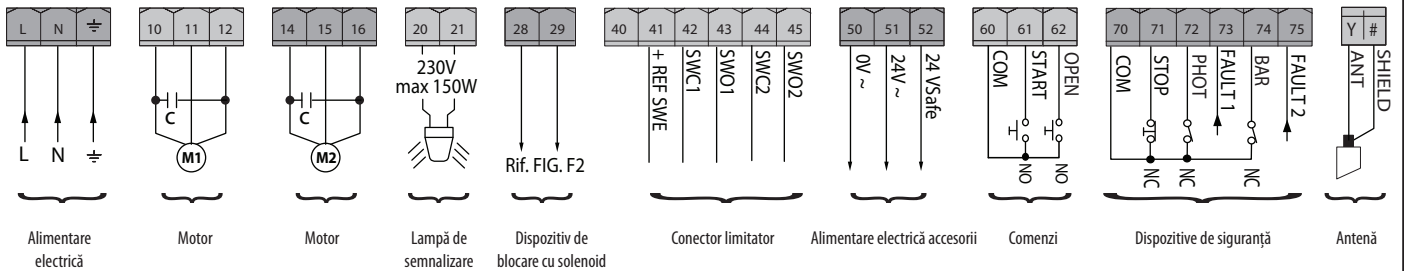 L N ⏚ 10 11 12 14 15 16 20 21 28 29 40 41 42 43 44 45 50 51 52 60 61 62 70 71 72 73 74 75 Y #
230V
max 150W
C
L N ⏚
M1
C
M2
Rif. FIG. F2
+ REF SWE
SWC1
SWO1
SWC2
SWO2
0V ~
24V ~
24 VSafe
COM
START
OPEN
NO
NO
COM
STOP
PHOT
FAULT 1
BAR
FAULT 2
NC
NC
NC
ANT
SHIELD
Alimentare
electrică
Motor
Motor
Lampă de
semnalizare
Dispozitiv de
blocare cu solenoid
Conector limitator
Alimentare electrică accesorii
Comenzi
Dispozitive de siguranță
Antenă